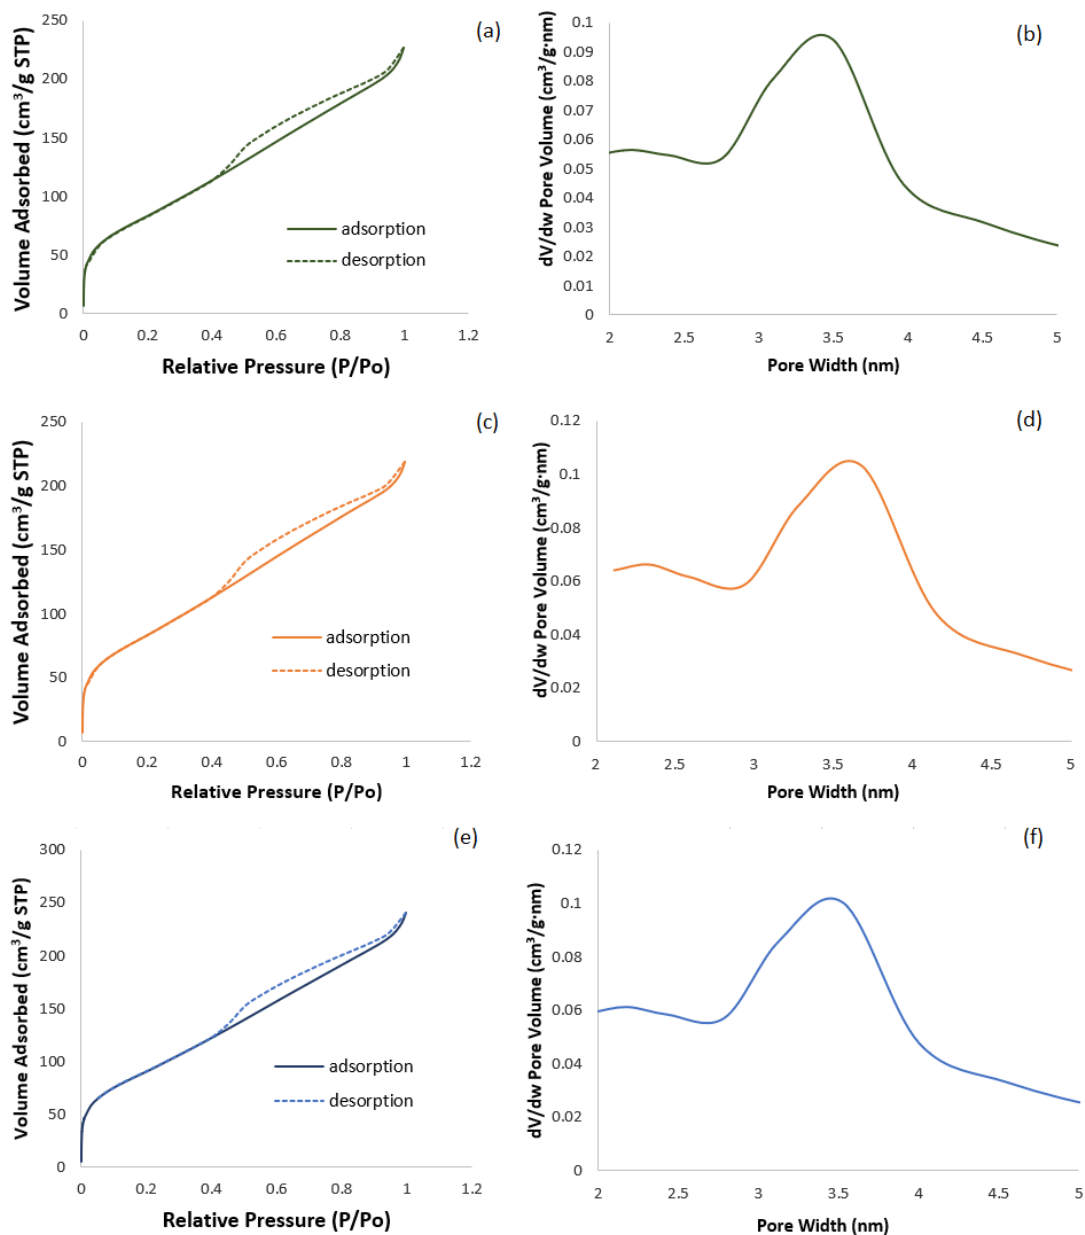 (a)
Volume Adsorbed (cm³/g STP)
250
200
150
100
50
0
adsorption
desorption
0 0.2 0.4 0.6 0.8 1 1.2
Relative Pressure (P/Po)
(b)
dV/dw Pore Volume (cm³/g·nm)
0.1
0.09
0.08
0.07
0.06
0.05
0.04
0.03
0.02
0.01
0
2 2.5 3 3.5 4 4.5 5
Pore Width (nm)
(c)
Volume Adsorbed (cm³/g STP)
250
200
150
100
50
0
adsorption
desorption
0 0.2 0.4 0.6 0.8 1 1.2
Relative Pressure (P/Po)
(d)
dV/dw Pore Volume (cm³/g·nm)
0.12
0.1
0.08
0.06
0.04
0.02
0
2 2.5 3 3.5 4 4.5 5
Pore Width (nm)
(e)
Volume Adsorbed (cm³/g STP)
300
250
200
150
100
50
0
adsorption
desorption
0 0.2 0.4 0.6 0.8 1 1.2
Relative Pressure (P/Po)
(f)
dV/dw Pore Volume (cm³/g·nm)
0.12
0.1
0.08
0.06
0.04
0.02
0
2 2.5 3 3.5 4 4.5 5
Pore Width (nm)